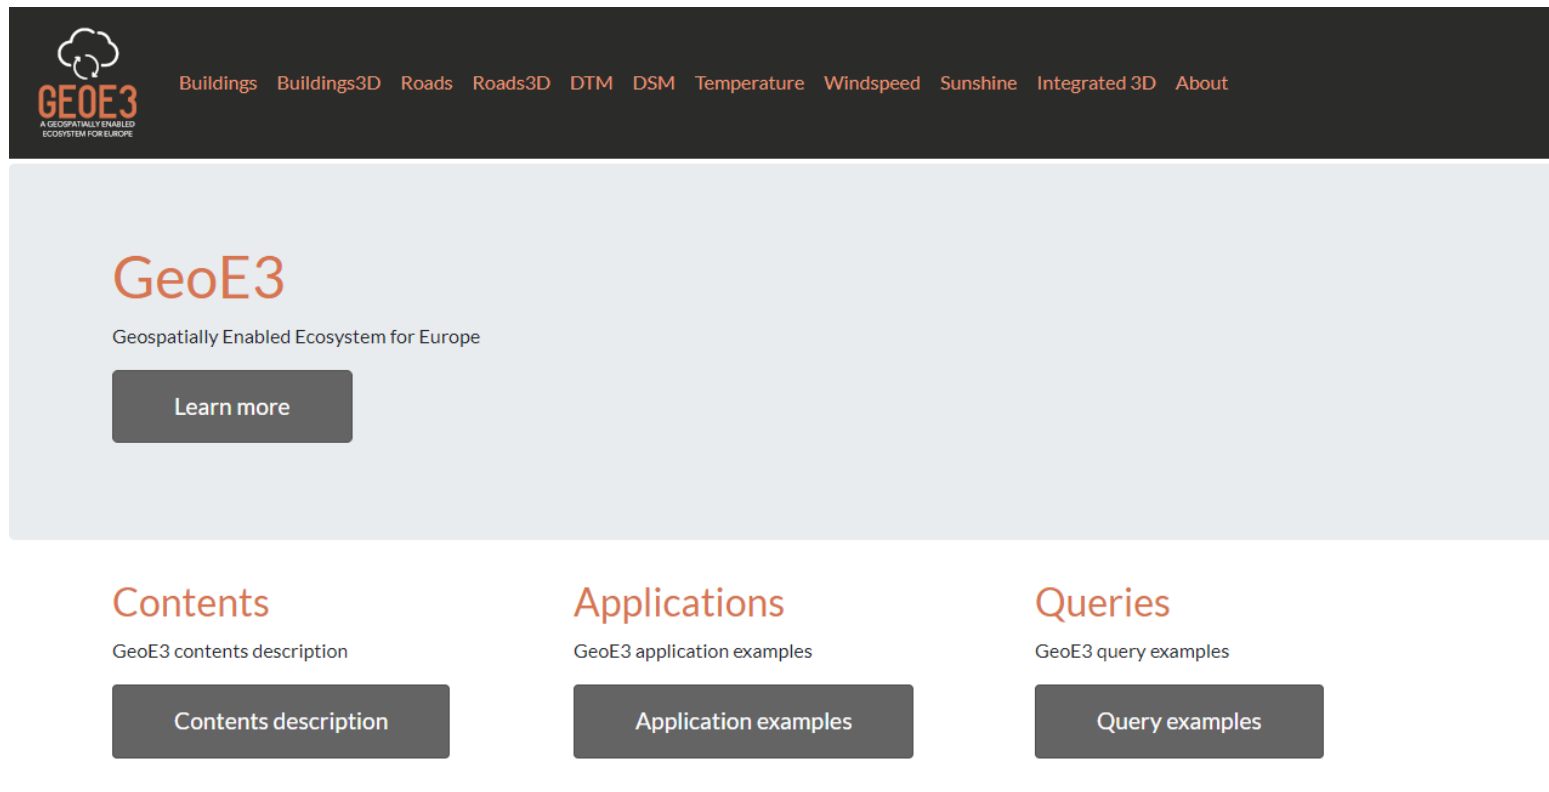 GEOE3
A GEOSPATIALLY ENABLED
ECOSYSTEM FOR EUROPE
Buildings Buildings3D Roads Roads3D DTM DSM Temperature Windspeed Sunshine Integrated 3D About
GeoE3
Geospatially Enabled Ecosystem for Europe
Learn more
Contents Applications Queries
GeoE3 contents description GeoE3 application examples GeoE3 query examples
Contents description Application examples Query examples